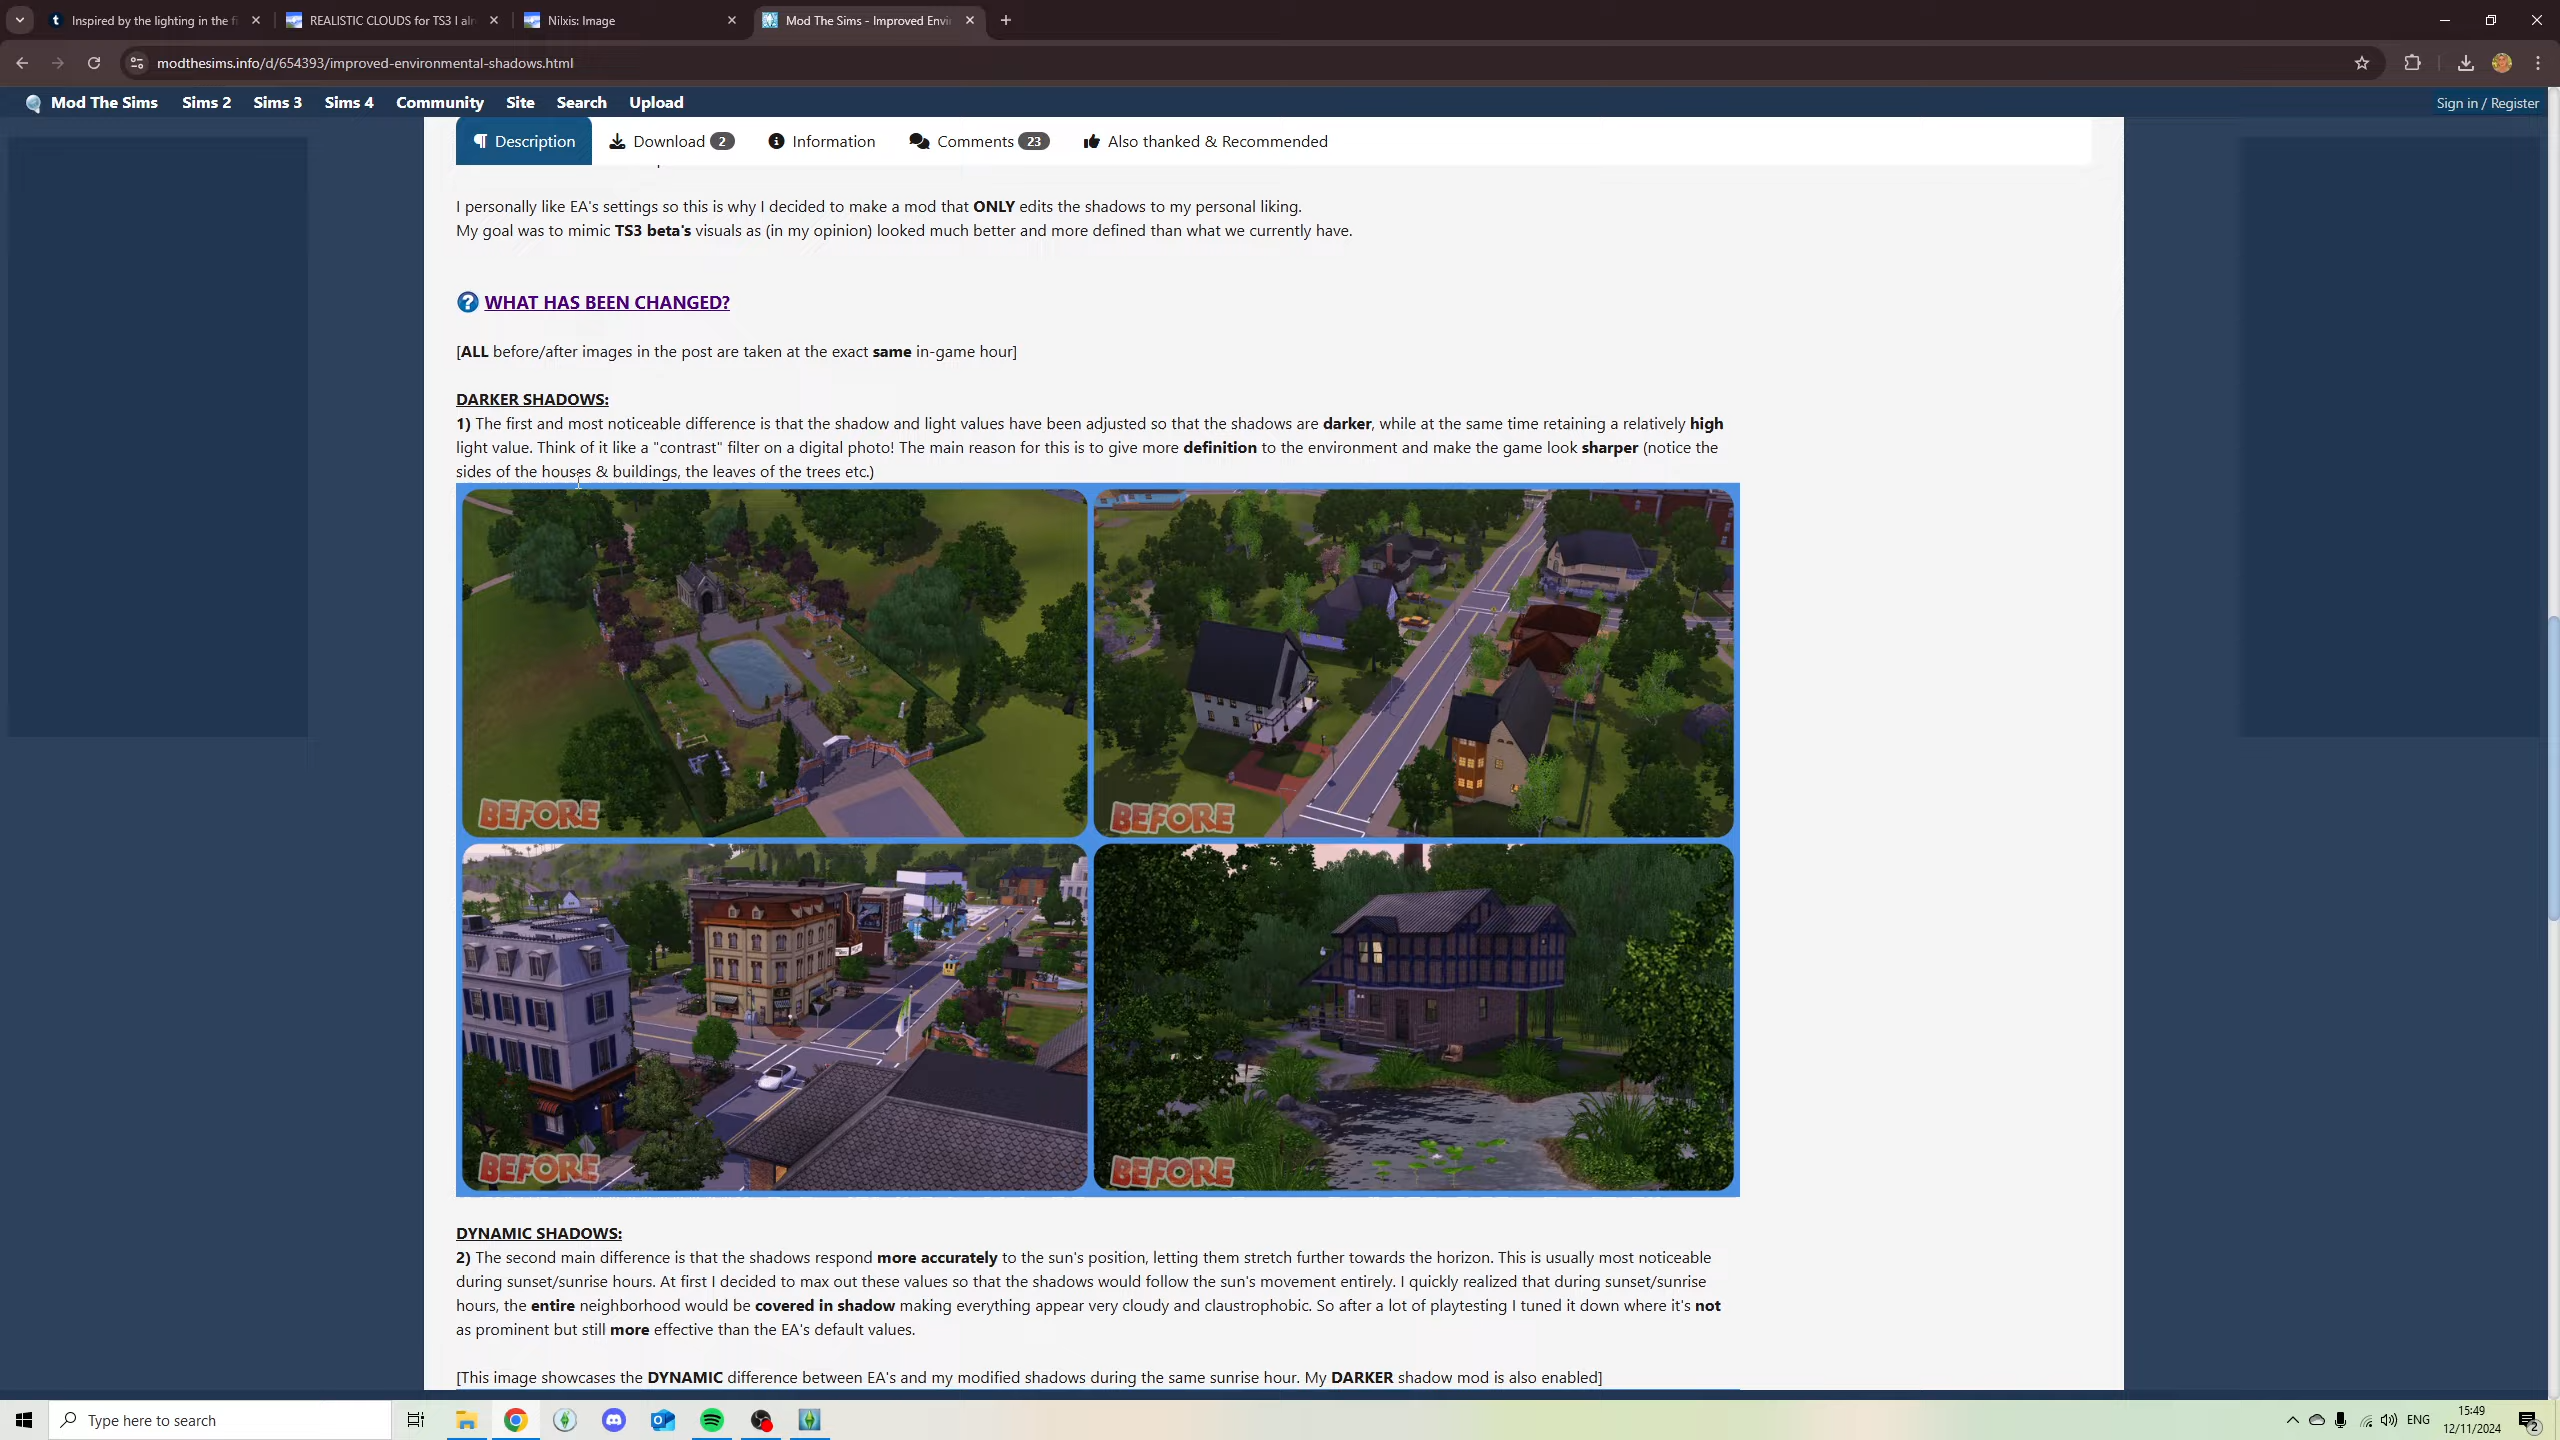 Inspired by the lighting in the fi
REALISTIC CLOUDS for TS3 I aln
Nilxis: Image
Mod The Sims - Improved Envi
modthesims.info/d/654393/improved-environmental-shadows.html
Mod The Sims
Sims 2
Sims 3
Sims 4
Community
Site
Search
Upload
Sign in / Register
Description
Download 2
Information
Comments 23
Also thanked & Recommended
I personally like EA's settings so this is why I decided to make a mod that ONLY edits the shadows to my personal liking.
My goal was to mimic TS3 beta's visuals as (in my opinion) looked much better and more defined than what we currently have.
WHAT HAS BEEN CHANGED?
[ALL before/after images in the post are taken at the exact same in-game hour]
DARKER SHADOWS:
1) The first and most noticeable difference is that the shadow and light values have been adjusted so that the shadows are darker, while at the same time retaining a relatively high
light value. Think of it like a "contrast" filter on a digital photo! The main reason for this is to give more definition to the environment and make the game look sharper (notice the
sides of the houses & buildings, the leaves of the trees etc.)
BEFORE
BEFORE
BEFORE
BEFORE
DYNAMIC SHADOWS:
2) The second main difference is that the shadows respond more accurately to the sun's position, letting them stretch further towards the horizon. This is usually most noticeable
during sunset/sunrise hours. At first I decided to max out these values so that the shadows would follow the sun's movement entirely. I quickly realized that during sunset/sunrise
hours, the entire neighborhood would be covered in shadow making everything appear very cloudy and claustrophobic. So after a lot of playtesting I tuned it down where it's not
as prominent but still more effective than the EA's default values.
[This image showcases the DYNAMIC difference between EA's and my modified shadows during the same sunrise hour. My DARKER shadow mod is also enabled]
Type here to search
ENG
15:49
12/11/2024
2